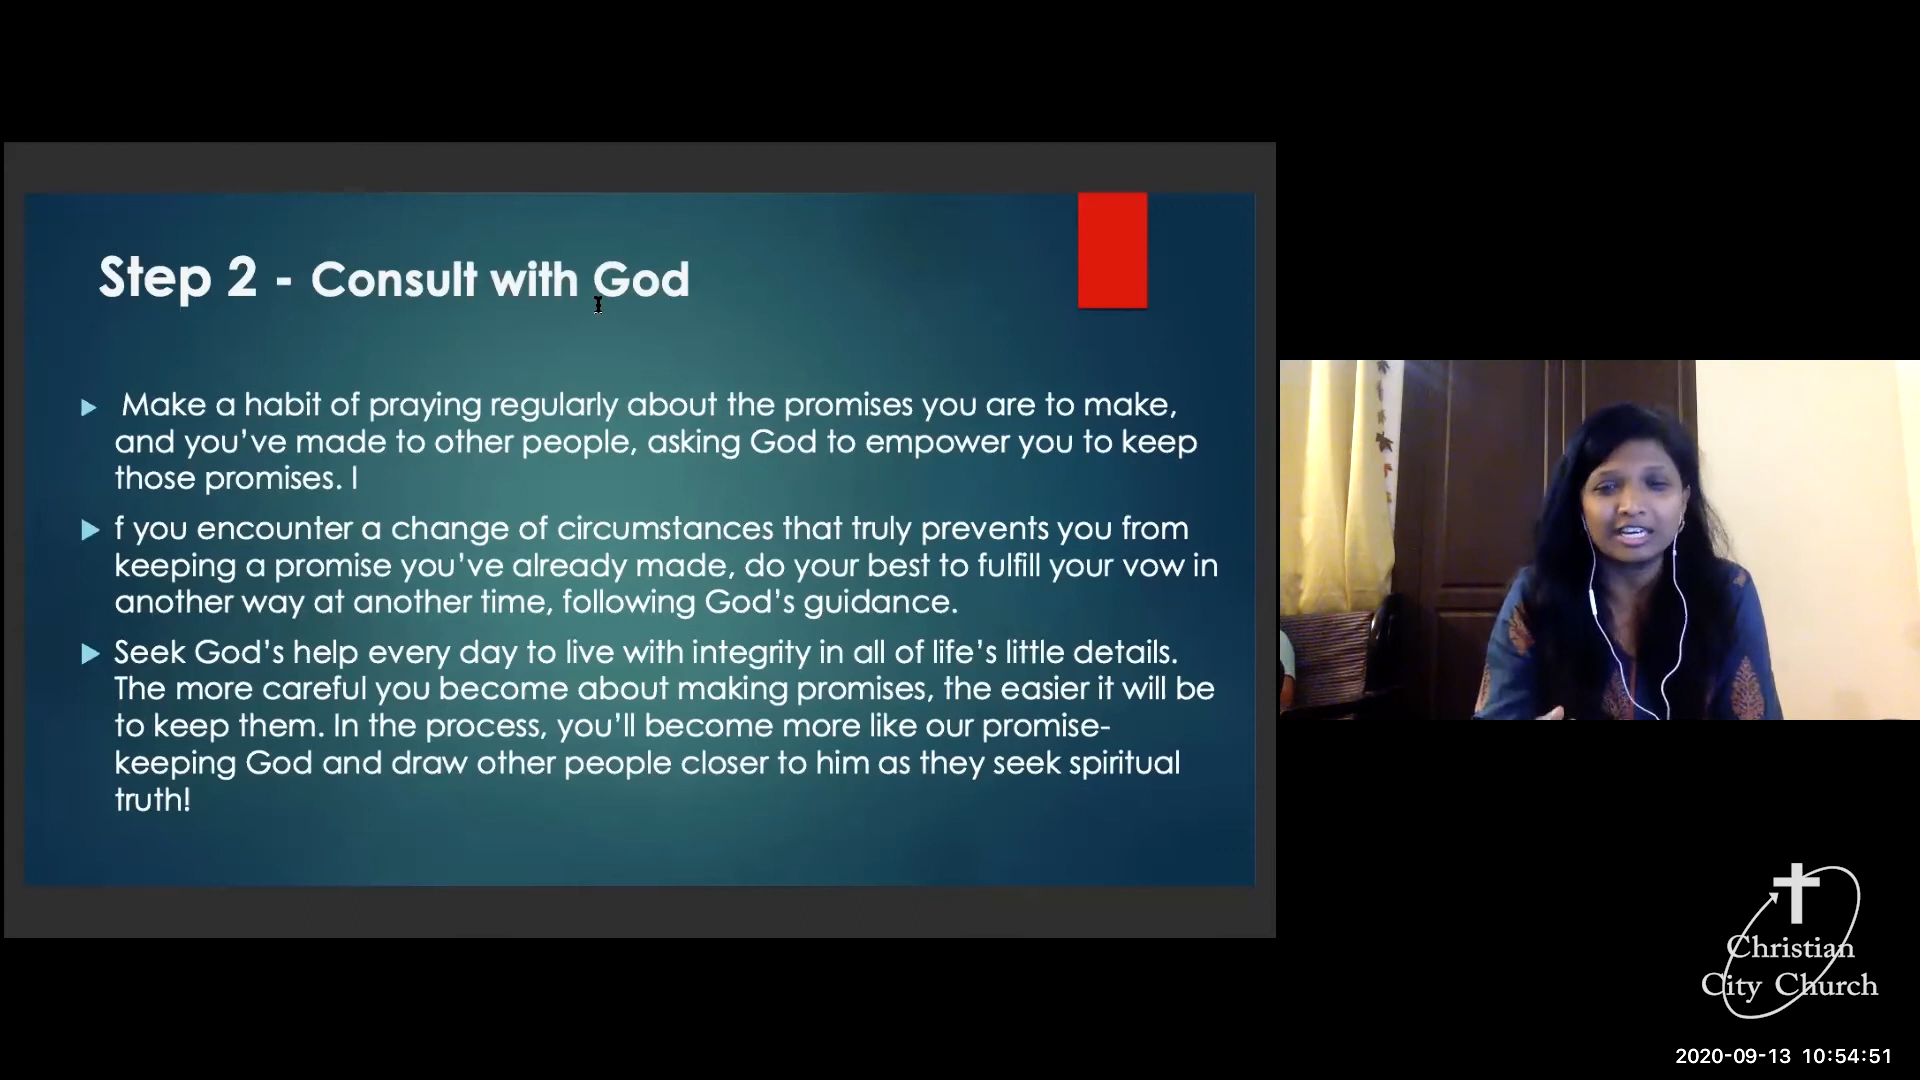 Step 2 - Consult with God
Make a habit of praying regularly about the promises you are to make,
and you’ve made to other people, asking God to empower you to keep
those promises. I
f you encounter a change of circumstances that truly prevents you from
keeping a promise you’ve already made, do your best to fulfill your vow in
another way at another time, following God’s guidance.
Seek God’s help every day to live with integrity in all of life’s little details.
The more careful you become about making promises, the easier it will be
to keep them. In the process, you’ll become more like our promise-
keeping God and draw other people closer to him as they seek spiritual
truth!
Christian
City Church
2020-09-13 10:54:51